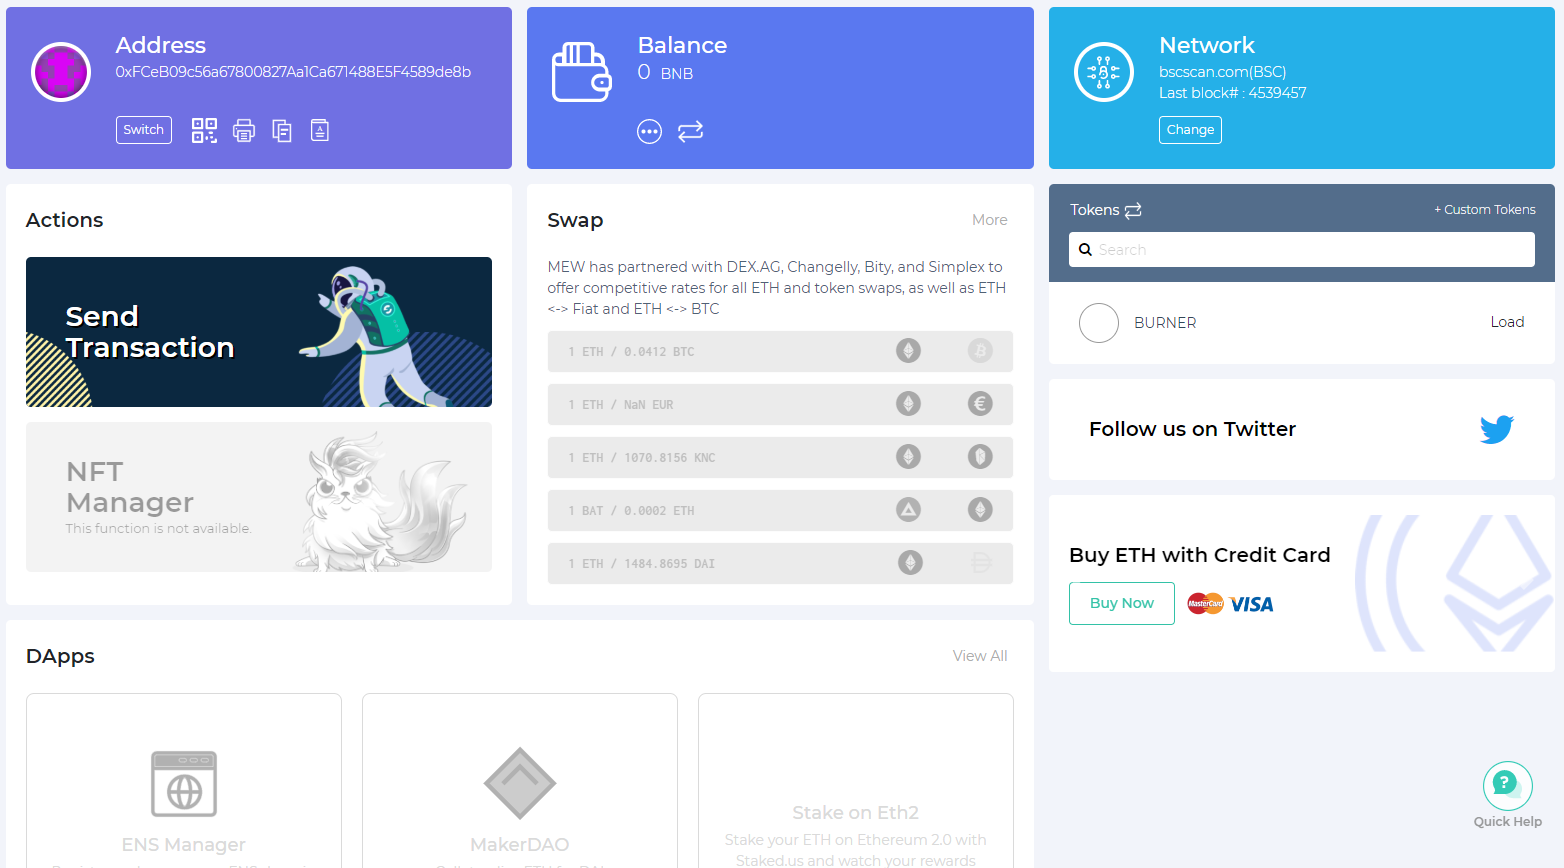 Address
0xFCeB09c56a67800827Aa1Ca671488E5F4589de8b
Switch
A
Balance
0 BNB
Network
bscscan.com(BSC)
Last block# : 4539457
Change
Actions
Send
Transaction
NFT
Manager
This function is not available.
Swap
More
MEW has partnered with DEX.AG, Changelly, Bity, and Simplex to
offer competitive rates for all ETH and token swaps, as well as ETH
<-> Fiat and ETH <-> BTC
1 ETH / 0.0412 BTC
1 ETH / NaN EUR
1 ETH / 1070.8156 KNC
1 BAT / 0.0002 ETH
1 ETH / 1484.8695 DAI
Tokens
+ Custom Tokens
Search
BURNER
Load
Follow us on Twitter
Buy ETH with Credit Card
Buy Now
MasterCard
VISA
DApps
View All
ENS Manager
MakerDAO
Stake on Eth2
Stake your ETH on Ethereum 2.0 with
Staked.us and watch your rewards
Quick Help